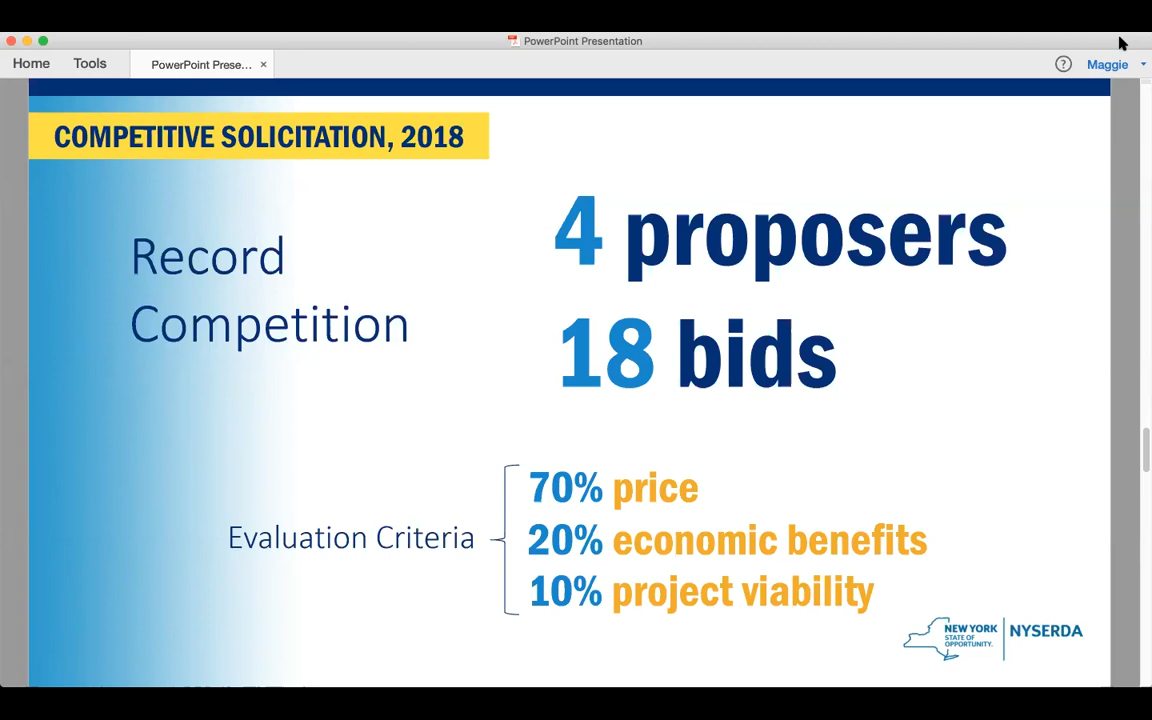 PowerPoint Presentation
Home Tools PowerPoint Prese... × ? Maggie
COMPETITIVE SOLICITATION, 2018
Record
Competition
4 proposers
18 bids
Evaluation Criteria
70% price
20% economic benefits
10% project viability
NEW YORK
STATE OF
OPPORTUNITY.
NYSERDA